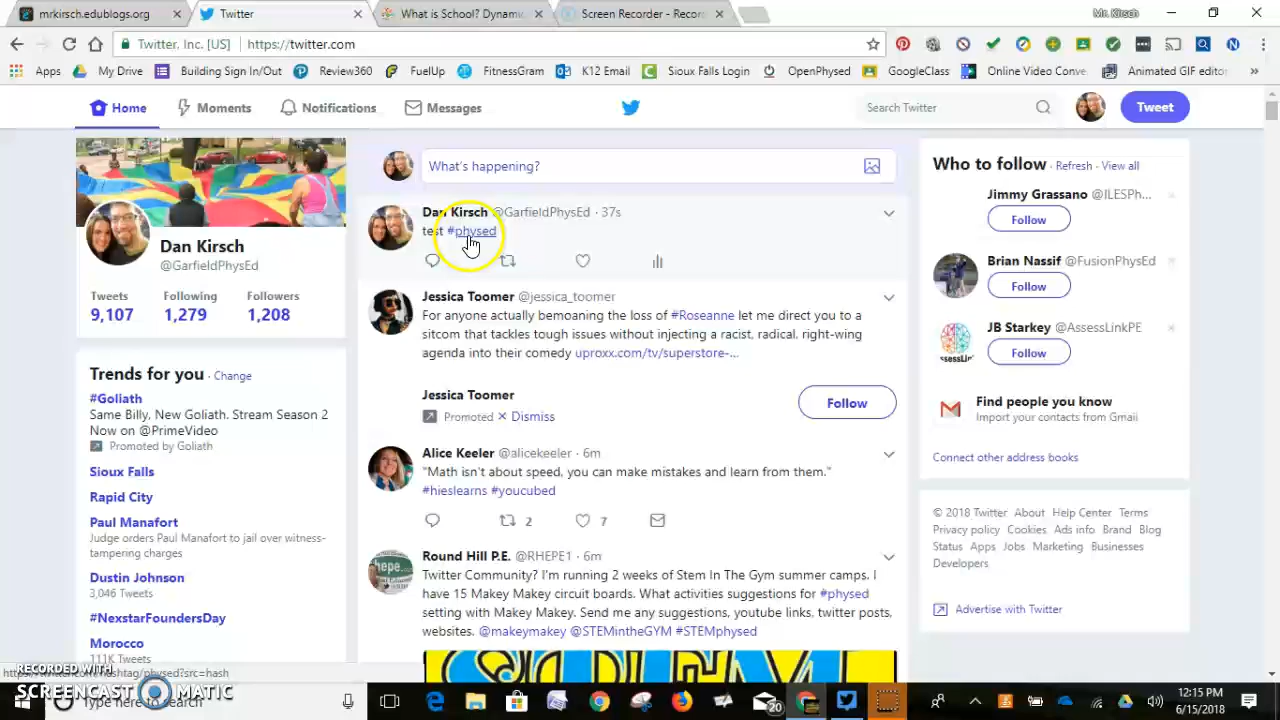 mrkirsch.edublogs.org
Twitter
What is School? Dynami
Screen Recorder - Record
Mr. Kirsch
Twitter, Inc. [US]
https://twitter.com
Apps
My Drive
Building Sign In/Out
Review360
FuelUp
FitnessGram
K12 Email
Sioux Falls Login
OpenPhysed
GoogleClass
Online Video Conve
Animated GIF editor
»
Home
Moments
Notifications
Messages
Search Twitter
Tweet
Dan Kirsch
@GarfieldPhysEd
Tweets Following Followers
9,107 1,279 1,208
Trends for you · Change
#Goliath
Same Billy, New Goliath. Stream Season 2
Now on @PrimeVideo
Promoted by Goliath
Sioux Falls
Rapid City
Paul Manafort
Judge orders Paul Manafort to jail over witness-
tampering charges
Dustin Johnson
3,046 Tweets
#NexstarFoundersDay
Morocco
111K Tweets
What's happening?
Dan Kirsch @GarfieldPhysEd · 37s
test #physed
Jessica Toomer @jessica_toomer
For anyone actually bemoaning the loss of #Roseanne let me direct you to a
sitcom that tackles tough issues without injecting a racist, radical, right-wing
agenda into their comedy uproxx.com/tv/superstore-...
Jessica Toomer
Promoted × Dismiss
Follow
Alice Keeler @alicekeeler · 6m
"Math isn't about speed, you can make mistakes and learn from them."
#hieslearns #youcubed
2 7
Round Hill P.E. @RHEPE1 · 6m
Twitter Community? I'm running 2 weeks of Stem In The Gym summer camps. I
have 15 Makey Makey circuit boards. What activities suggestions for #physed
setting with Makey Makey. Send me any suggestions, youtube links, twitter posts,
websites. @makeymakey @STEMintheGYM #STEMphysed
Who to follow · Refresh · View all
Jimmy Grassano @ILESPh...
Follow
Brian Nassif @FusionPhysEd
Follow
JB Starkey @AssessLinkPE
Follow
Find people you know
Import your contacts from Gmail
Connect other address books
© 2018 Twitter About Help Center Terms
Privacy policy Cookies Ads info Brand Blog
Status Apps Jobs Marketing Businesses
Developers
Advertise with Twitter
RECORDED WITH
SCREENCAST MATIC
20
12:15 PM
6/15/2018